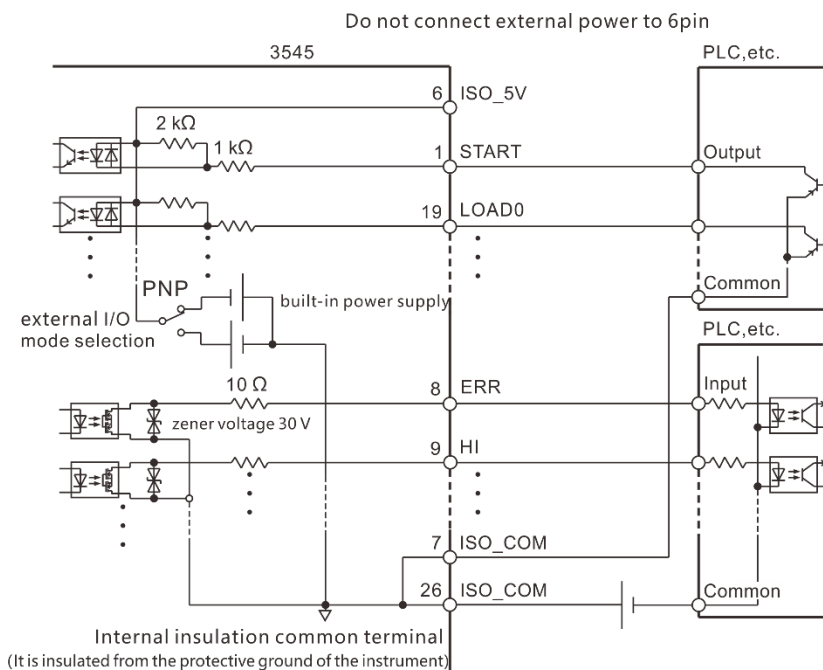 Do not connect external power to 6pin
3545
PLC,etc.
6 ISO_5V
2 kΩ
1 kΩ
1 START
Output
19 LOAD0
Common
PNP
built-in power supply
external I/O
mode selection
PLC,etc.
10 Ω
8 ERR
Input
zener voltage 30 V
9 HI
7 ISO_COM
26 ISO_COM
Common
Internal insulation common terminal
(It is insulated from the protective ground of the instrument)